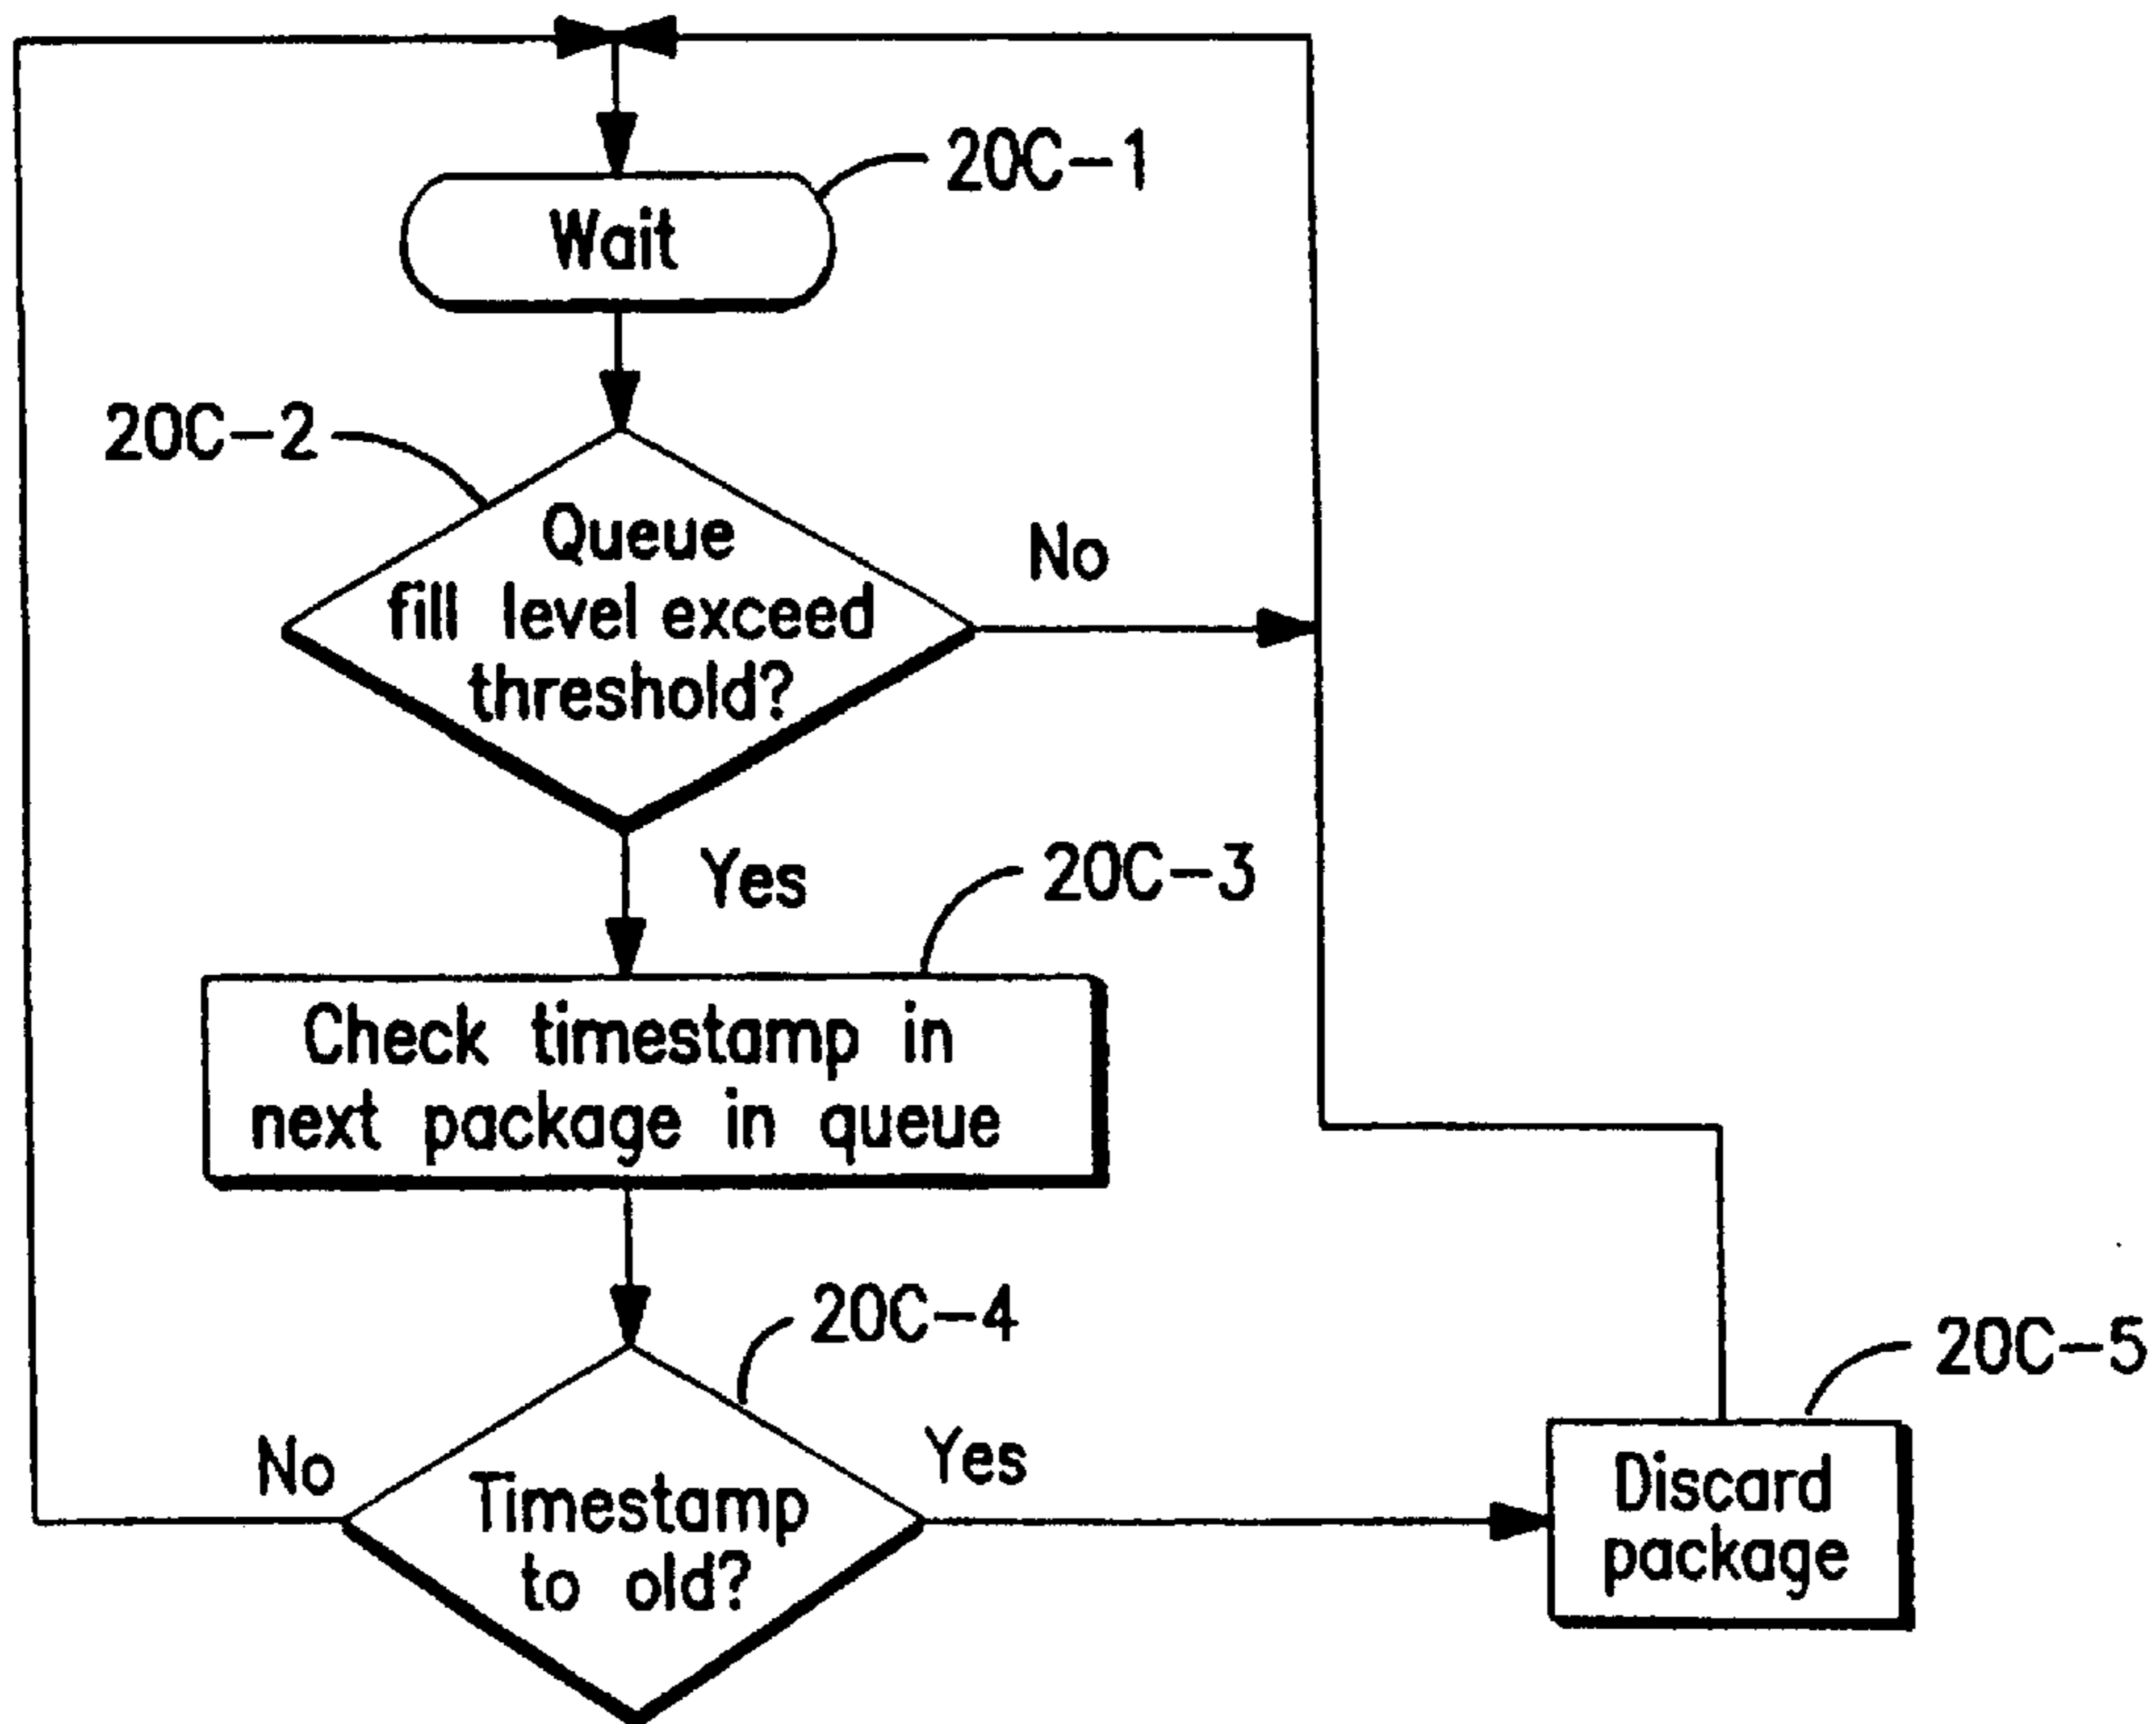 20C-1
Wait
20C-2
Queue
fill level exceed
threshold?
No
Yes
20C-3
Check timestamp in
next package in queue
20C-4
No
Timestamp
to old?
Yes
20C-5
Discard
package